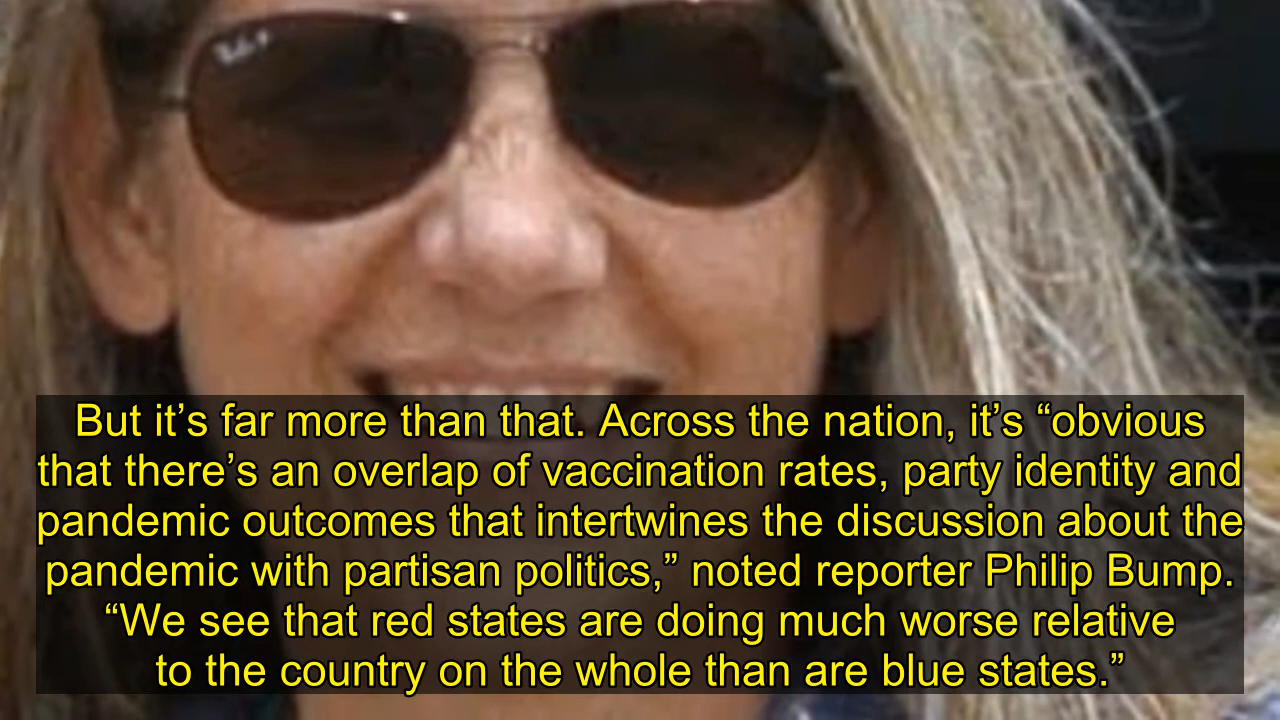 Ray-Ban
But it’s far more than that. Across the nation, it’s “obvious
that there’s an overlap of vaccination rates, party identity and
pandemic outcomes that intertwines the discussion about the
pandemic with partisan politics,” noted reporter Philip Bump.
“We see that red states are doing much worse relative
to the country on the whole than are blue states.”